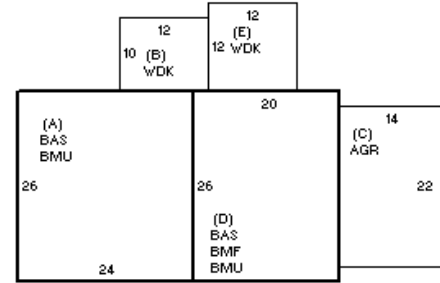 12
10 (B)
WDK
12
(E)
12 WDK
(A)
BAS
BMU
26
24
20
26
(D)
BAS
BMF
BMU
14
(C)
AGR
22